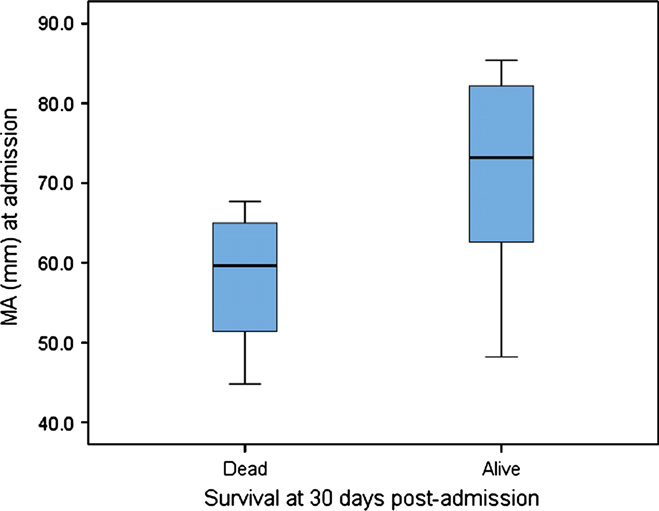 MA (mm) at admission
90.0
80.0
70.0
60.0
50.0
40.0
Dead
Alive
Survival at 30 days post-admission